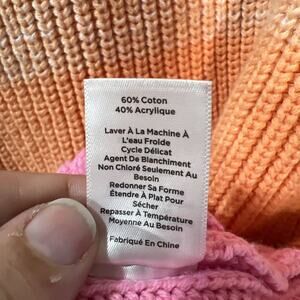 60% Coton
40% Acrylique
Laver À La Machine À
L'eau Froide
Cycle Délicat
Agent De Blanchiment
Non Chloré Seulement Au
Besoin
Redonner Sa Forme
Étendre À Plat Pour
Sécher
Repasser À Température
Moyenne Au Besoin
Fabriqué En Chine